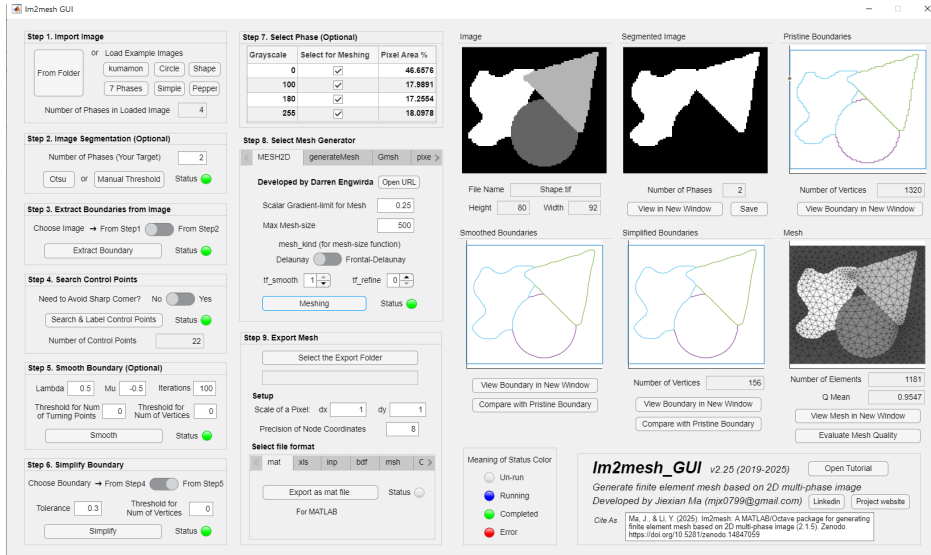 Im2mesh GUI
Step 1. Import Image
or Load Example Images
From Folder
kumamon Circle Shape
7 Phases Simple Pepper
Number of Phases in Loaded Image 4
Step 2. Image Segmentation (Optional)
Number of Phases (Your Target) 2
Otsu or Manual Threshold Status
Step 3. Extract Boundaries from Image
Choose Image → From Step1 From Step2
Extract Boundary Status
Step 4. Search Control Points
Need to Avoid Sharp Corner? No Yes
Search & Label Control Points Status
Number of Control Points 22
Step 5. Smooth Boundary (Optional)
Lambda 0.5 Mu -0.5 Iterations 100
Threshold for Num of Turning Points 0 Threshold for Num of Vertices 0
Smooth Status
Step 6. Simplify Boundary
Choose Boundary → From Step4 From Step5
Tolerance 0.3 Threshold for Num of Vertices 0
Simplify Status
Step 7. Select Phase (Optional)
Grayscale Select for Meshing Pixel Area %
0 46.6576
100 17.9891
180 17.2554
255 18.0978
Step 8. Select Mesh Generator
MESH2D generateMesh Gmsh pixe
Developed by Darren Engwirda Open URL
Scalar Gradient-limit for Mesh 0.25
Max Mesh-size 500
mesh_kind (for mesh-size function)
Delaunay Frontal-Delaunay
tf_smooth 1 tf_refine 0
Meshing Status
Step 9. Export Mesh
Select the Export Folder
Setup
Scale of a Pixel: dx 1 dy 1
Precision of Node Coordinates 8
Select file format
mat xls inp bdf msh C
Export as mat file Status
For MATLAB
Image
File Name Shape.tif
Height 80 Width 92
Segmented Image
Number of Phases 2
View in New Window Save
Pristine Boundaries
Number of Vertices 1320
View Boundary in New Window
Smoothed Boundaries
View Boundary in New Window
Compare with Pristine Boundary
Simplified Boundaries
Number of Vertices 156
View Boundary in New Window
Compare with Pristine Boundary
Mesh
Number of Elements 1181
Q Mean 0.9547
View Mesh in New Window
Evaluate Mesh Quality
Meaning of Status Color
Un-run
Running
Completed
Error
Im2mesh_GUI v2.25 (2019-2025) Open Tutorial
Generate finite element mesh based on 2D multi-phase image
Developed by Jiexian Ma (mjx0799@gmail.com) Linkedin Project website
Cite As Ma, J., & Li, Y. (2025). Im2mesh: A MATLAB/Octave package for generating
finite element mesh based on 2D multi-phase image (2.1.5). Zenodo.
https://doi.org/10.5281/zenodo.14847059